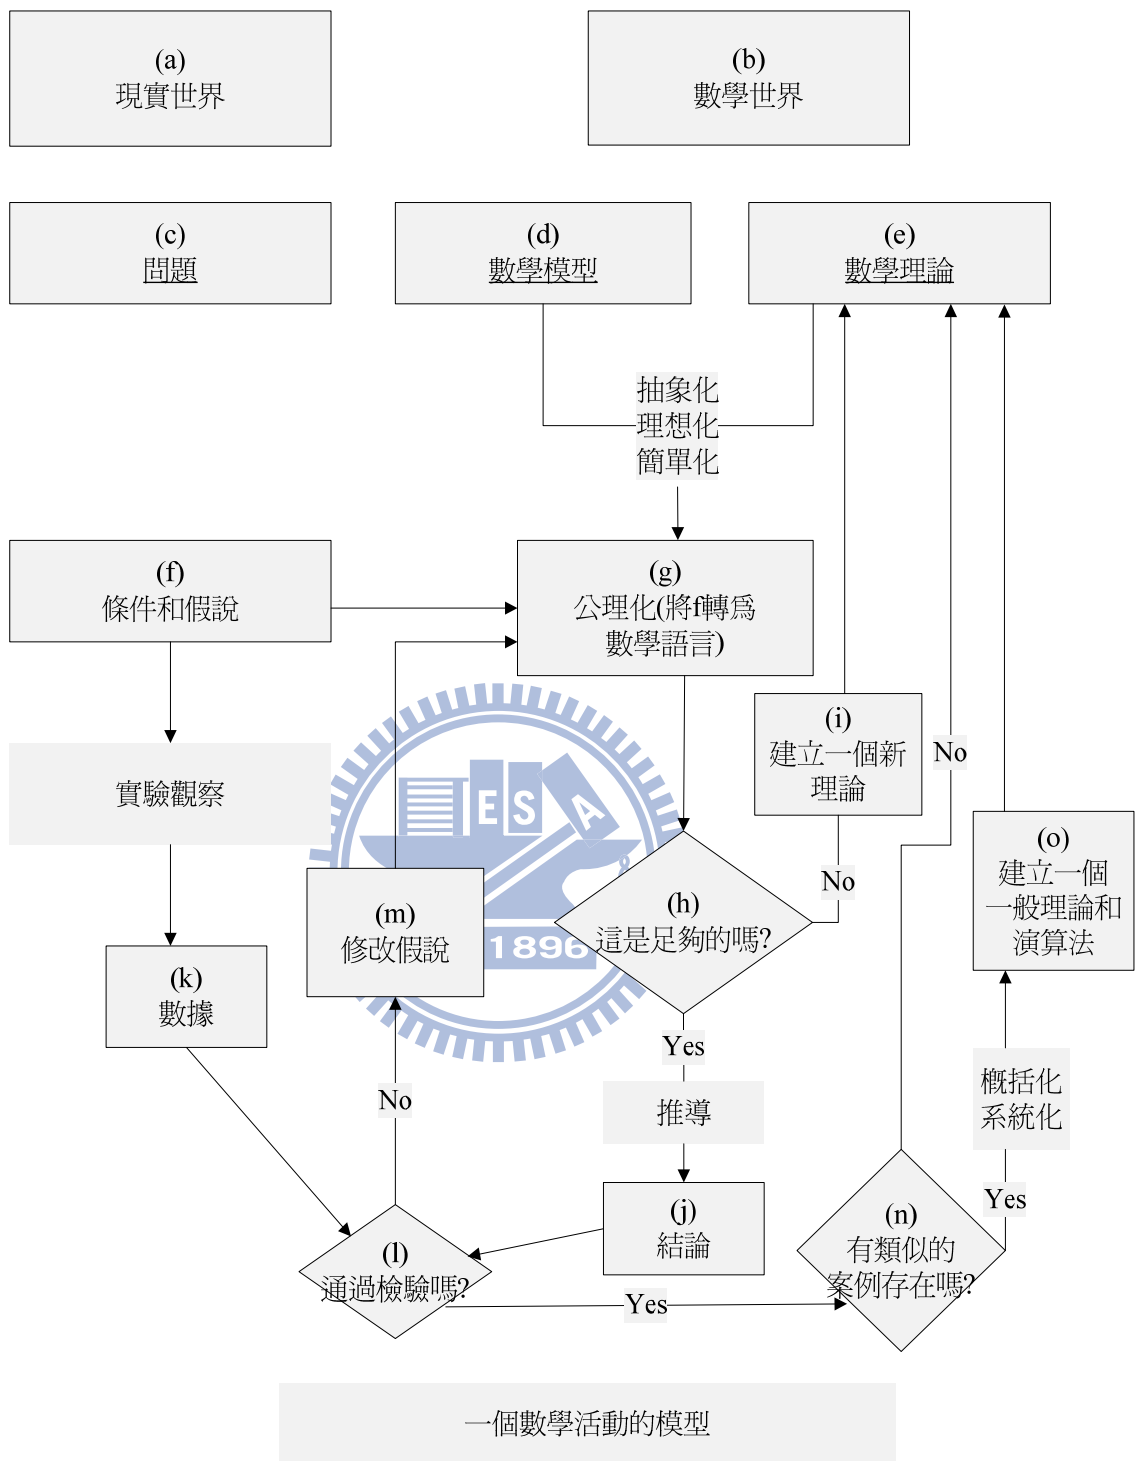 (a)
現實世界
(b)
數學世界
(c)
問題
(d)
數學模型
(e)
數學理論
抽象化
理想化
簡單化
(f)
條件和假說
(g)
公理化(將f轉為
數學語言)
(i)
建立一個新
理論
No
實驗觀察
ESA
(o)
建立一個
一般理論和
演算法
(m)
修改假說
(h)
這是足夠的嗎?
No
1896
(k)
數據
Yes
No
推導
概括化
系統化
(j)
結論
Yes
(n)
有類似的
案例存在嗎?
(l)
通過檢驗嗎?
Yes
一個數學活動的模型